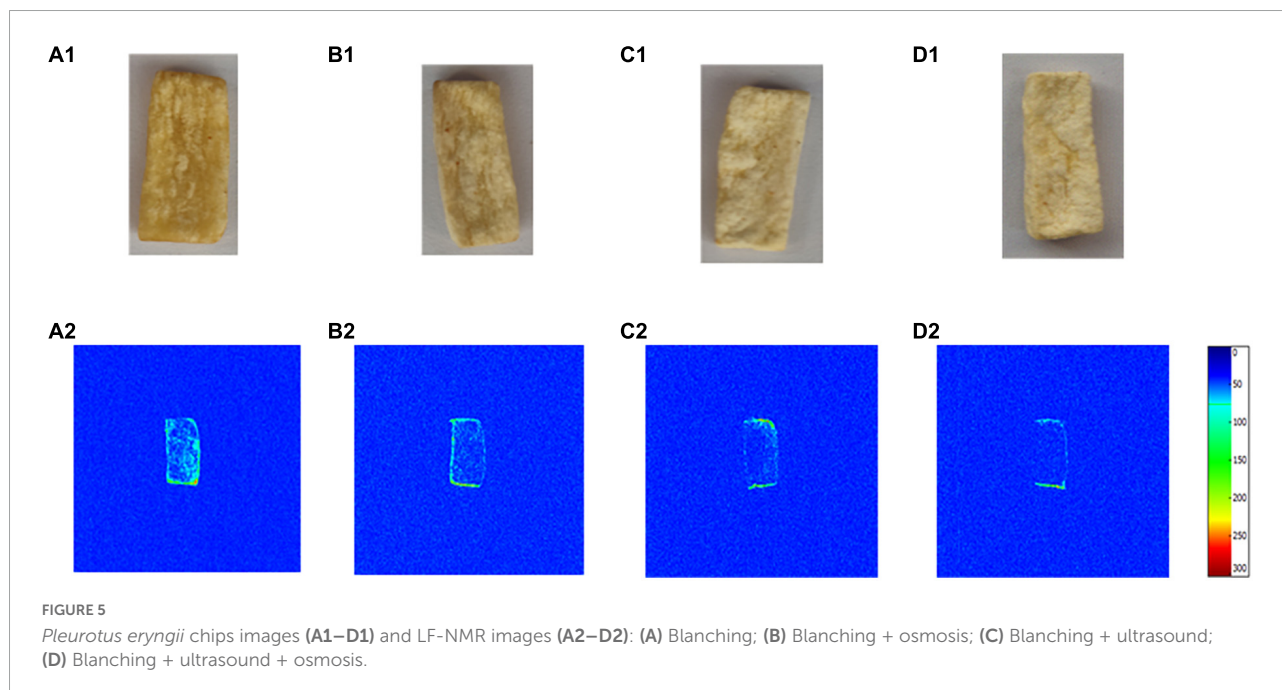 A1 B1 C1 D1
A2 B2 C2 D2
0
50
100
150
200
250
300
FIGURE 5
Pleurotus eryngii chips images (A1–D1) and LF-NMR images (A2–D2): (A) Blanching; (B) Blanching + osmosis; (C) Blanching + ultrasound;
(D) Blanching + ultrasound + osmosis.